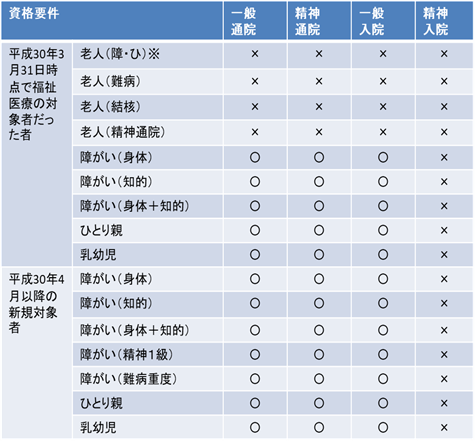 資格要件 一般通院 精神通院 一般入院 精神入院
平成30年3月31日時点で福祉医療の対象者だった者
老人(障・ひ)※ × × × ×
老人(難病) × × × ×
老人(結核) × × × ×
老人(精神通院) × × × ×
障がい(身体) 〇 〇 〇 ×
障がい(知的) 〇 〇 〇 ×
障がい(身体+知的) 〇 〇 〇 ×
ひとり親 〇 〇 〇 ×
乳幼児 〇 〇 〇 ×
平成30年4月以降の新規対象者
障がい(身体) 〇 〇 〇 ×
障がい(知的) 〇 〇 〇 ×
障がい(身体+知的) 〇 〇 〇 ×
障がい(精神1級) 〇 〇 〇 ×
障がい(難病重度) 〇 〇 〇 ×
ひとり親 〇 〇 〇 ×
乳幼児 〇 〇 〇 ×